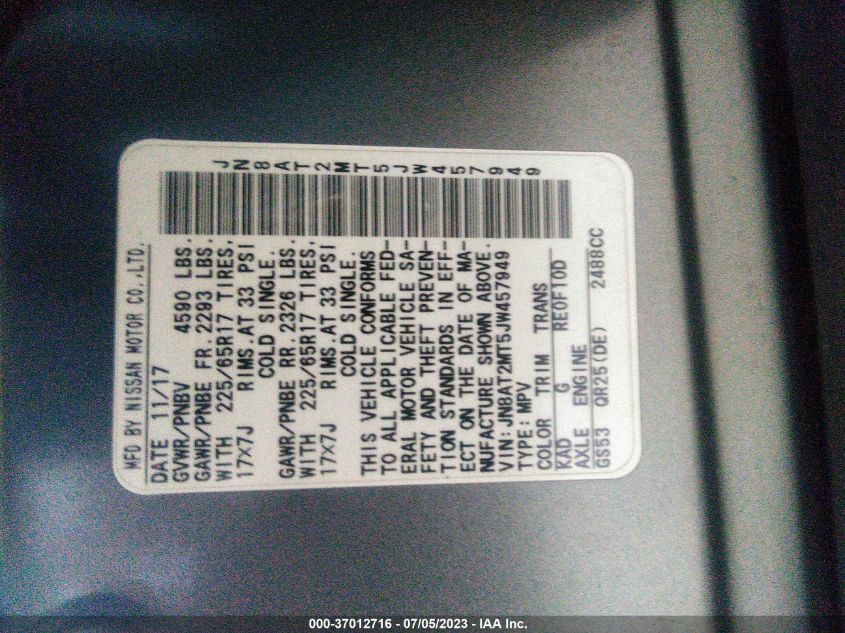 JN8AT2MT5JW457949
MFD BY NISSAN MOTOR CO.,LTD.
DATE 11/17
GVWR/PNBV 4590 LBS.
GAWR/PNBE FR. 2293 LBS.
WITH 225/65R17 TIRES,
17×7J RIMS.AT 33 PSI
COLD SINGLE.
GAWR/PNBE RR. 2326 LBS.
WITH 225/65R17 TIRES,
17×7J RIMS.AT 33 PSI
COLD SINGLE.
THIS VEHICLE CONFORMS
TO ALL APPLICABLE FED-
ERAL MOTOR VEHICLE SA-
FETY AND THEFT PREVEN-
TION STANDARDS IN EFF-
ECT ON THE DATE OF MA-
NUFACTURE SHOWN ABOVE.
VIN: JN8AT2MT5JW457949
TYPE: MPV
COLOR TRIM TRANS
KAD G RE0F10D
AXLE ENGINE
GS53 QR25(DE) 2488CC
000-37012716 - 07/05/2023 - IAA Inc.